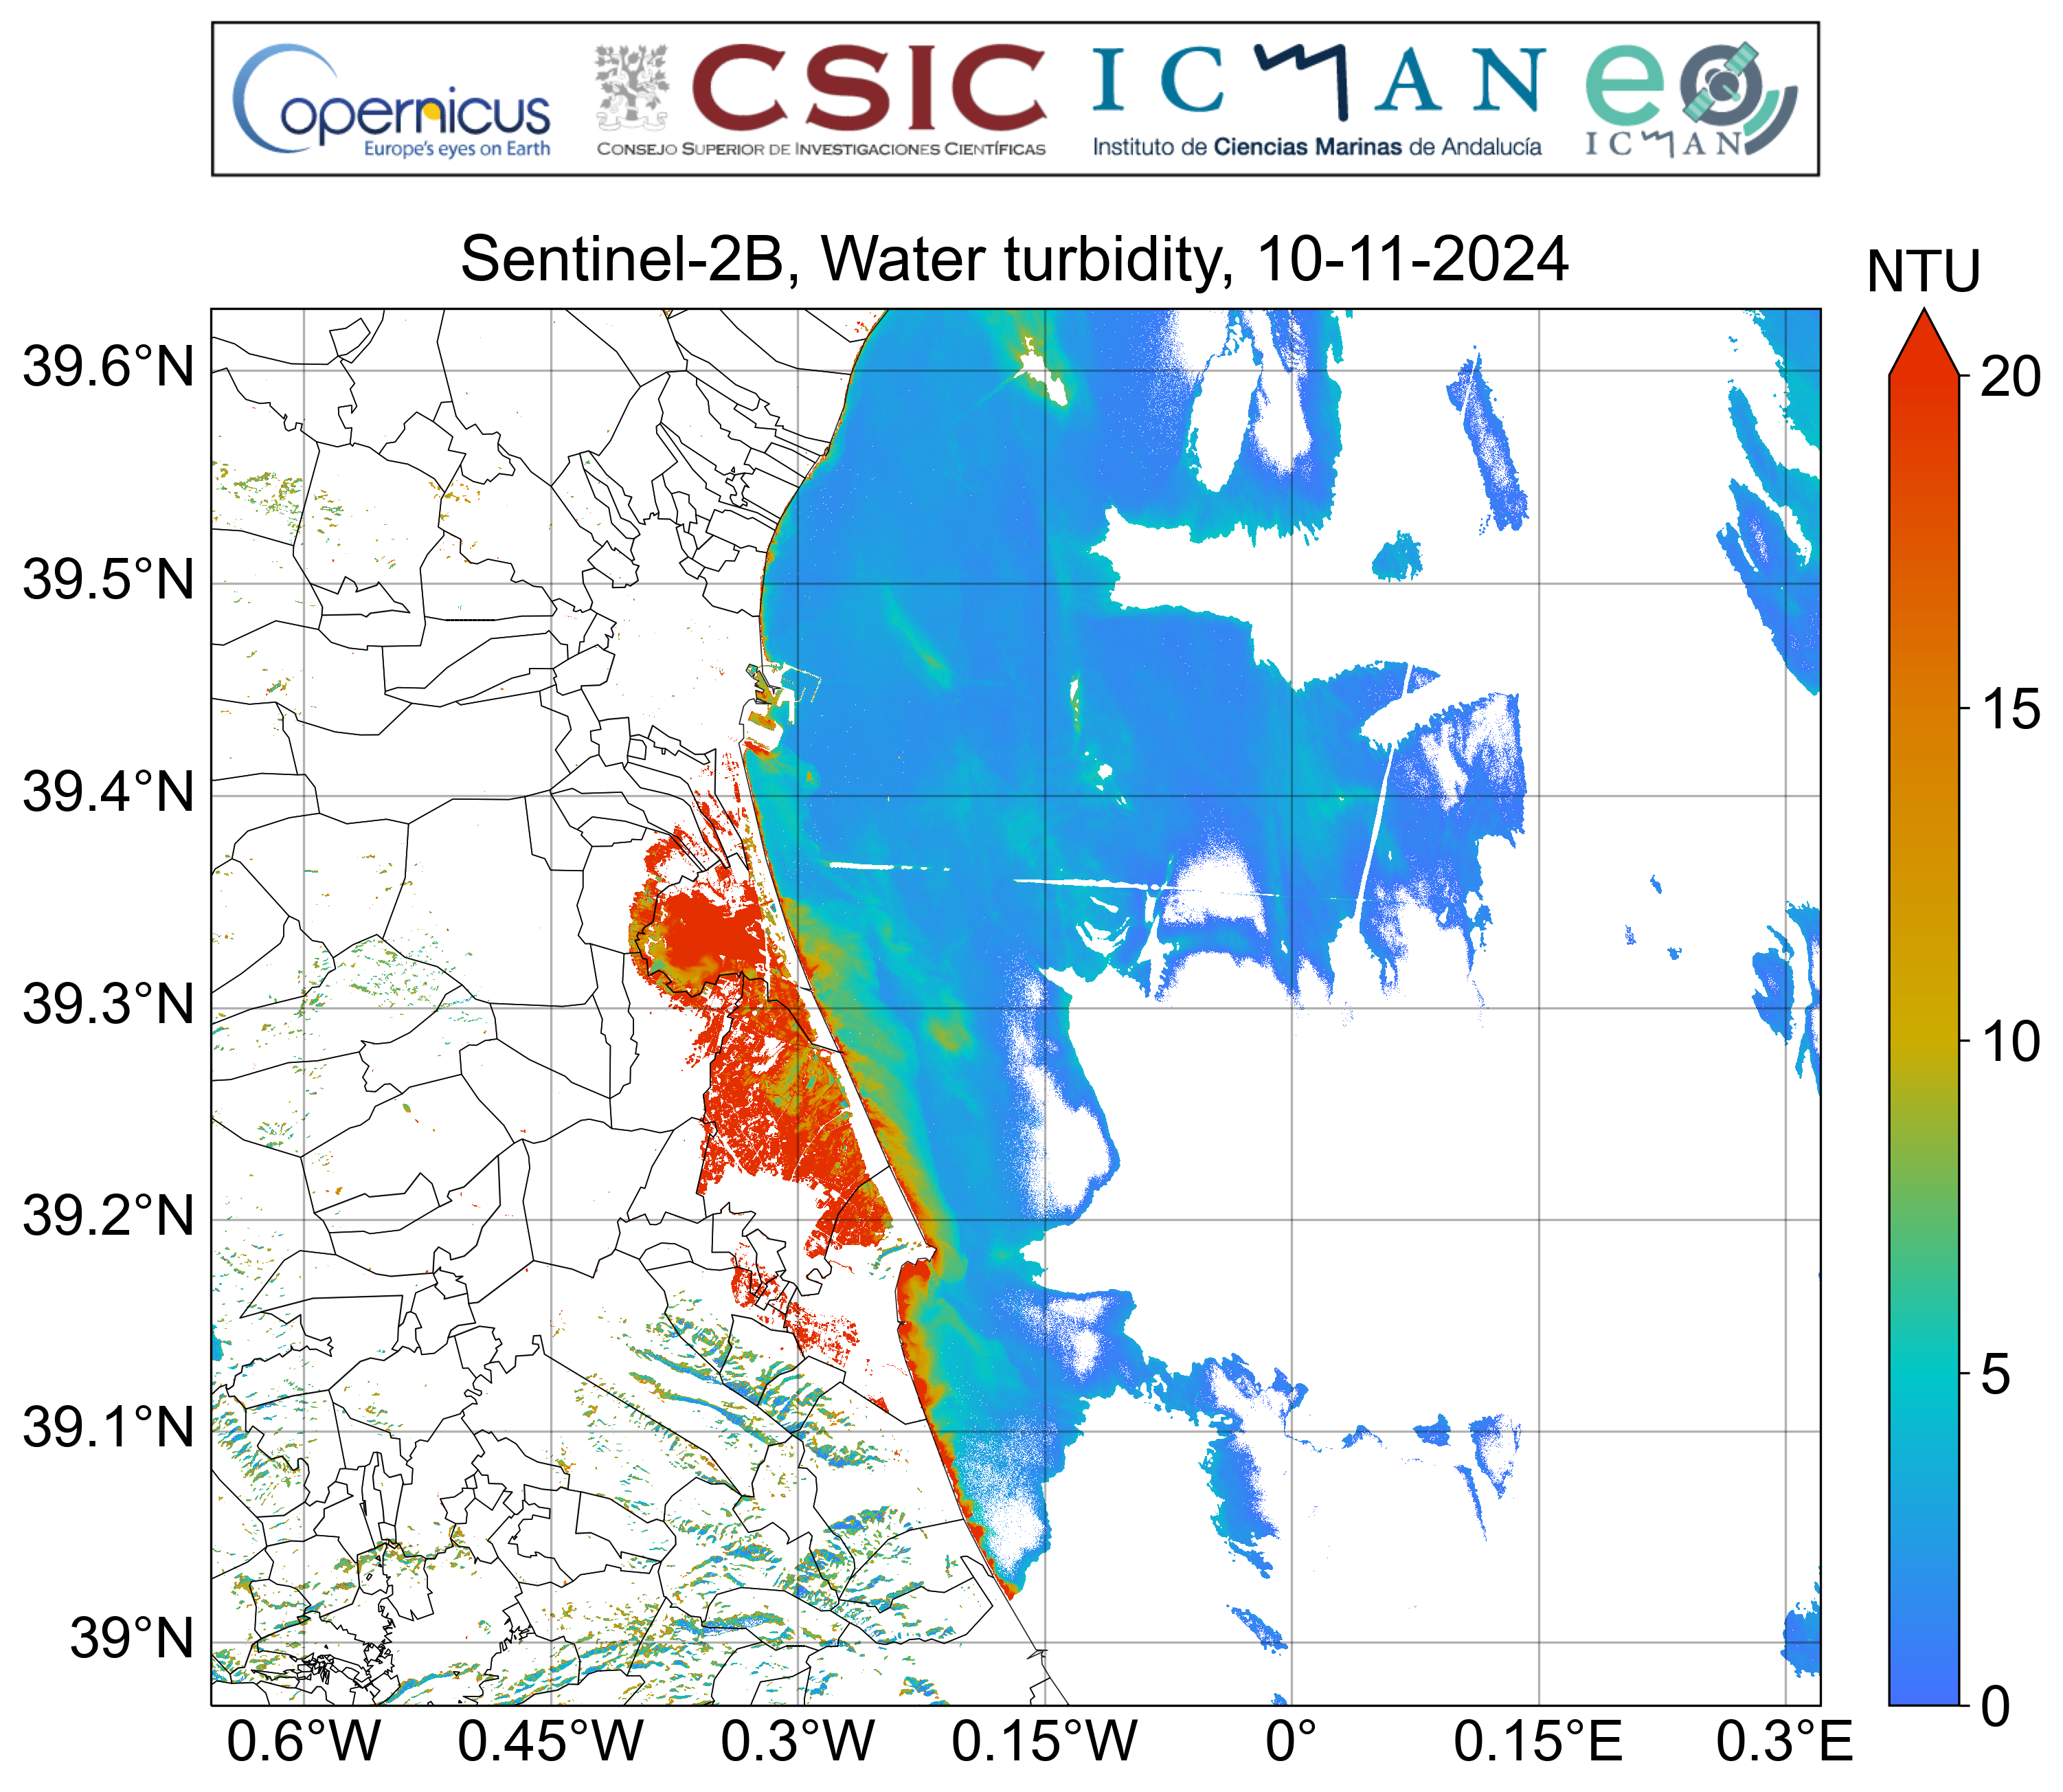 Copernicus
Europe's eyes on Earth
CSIC
CONSEJO SUPERIOR DE INVESTIGACIONES CIENTÍFICAS
ICMAN
Instituto de Ciencias Marinas de Andalucía
eo
ICMAN
Sentinel-2B, Water turbidity, 10-11-2024
NTU
39.6°N
39.5°N
39.4°N
39.3°N
39.2°N
39.1°N
39°N
0.6°W
0.45°W
0.3°W
0.15°W
0°
0.15°E
0.3°E
20
15
10
5
0